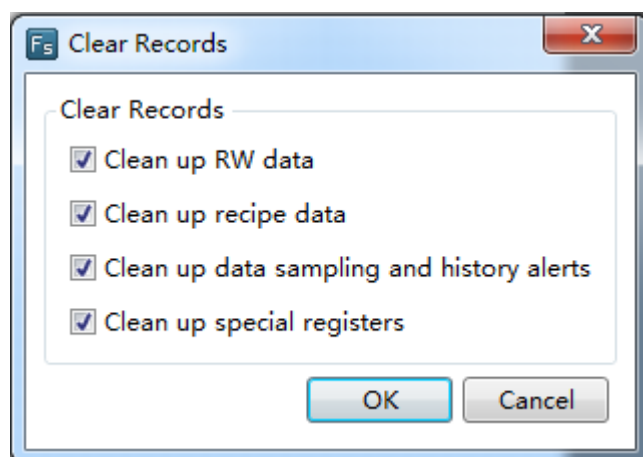 Fs Clear Records
Clear Records
Clean up RW data
Clean up recipe data
Clean up data sampling and history alerts
Clean up special registers
OK Cancel